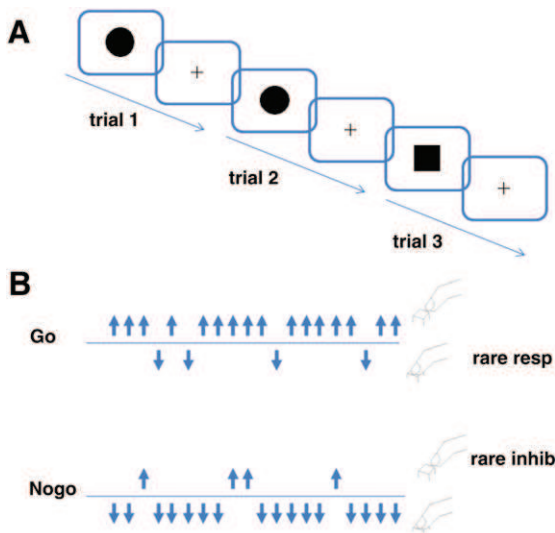 A
trial 1
trial 2
trial 3
B
Go
rare resp
rare inhib
Nogo